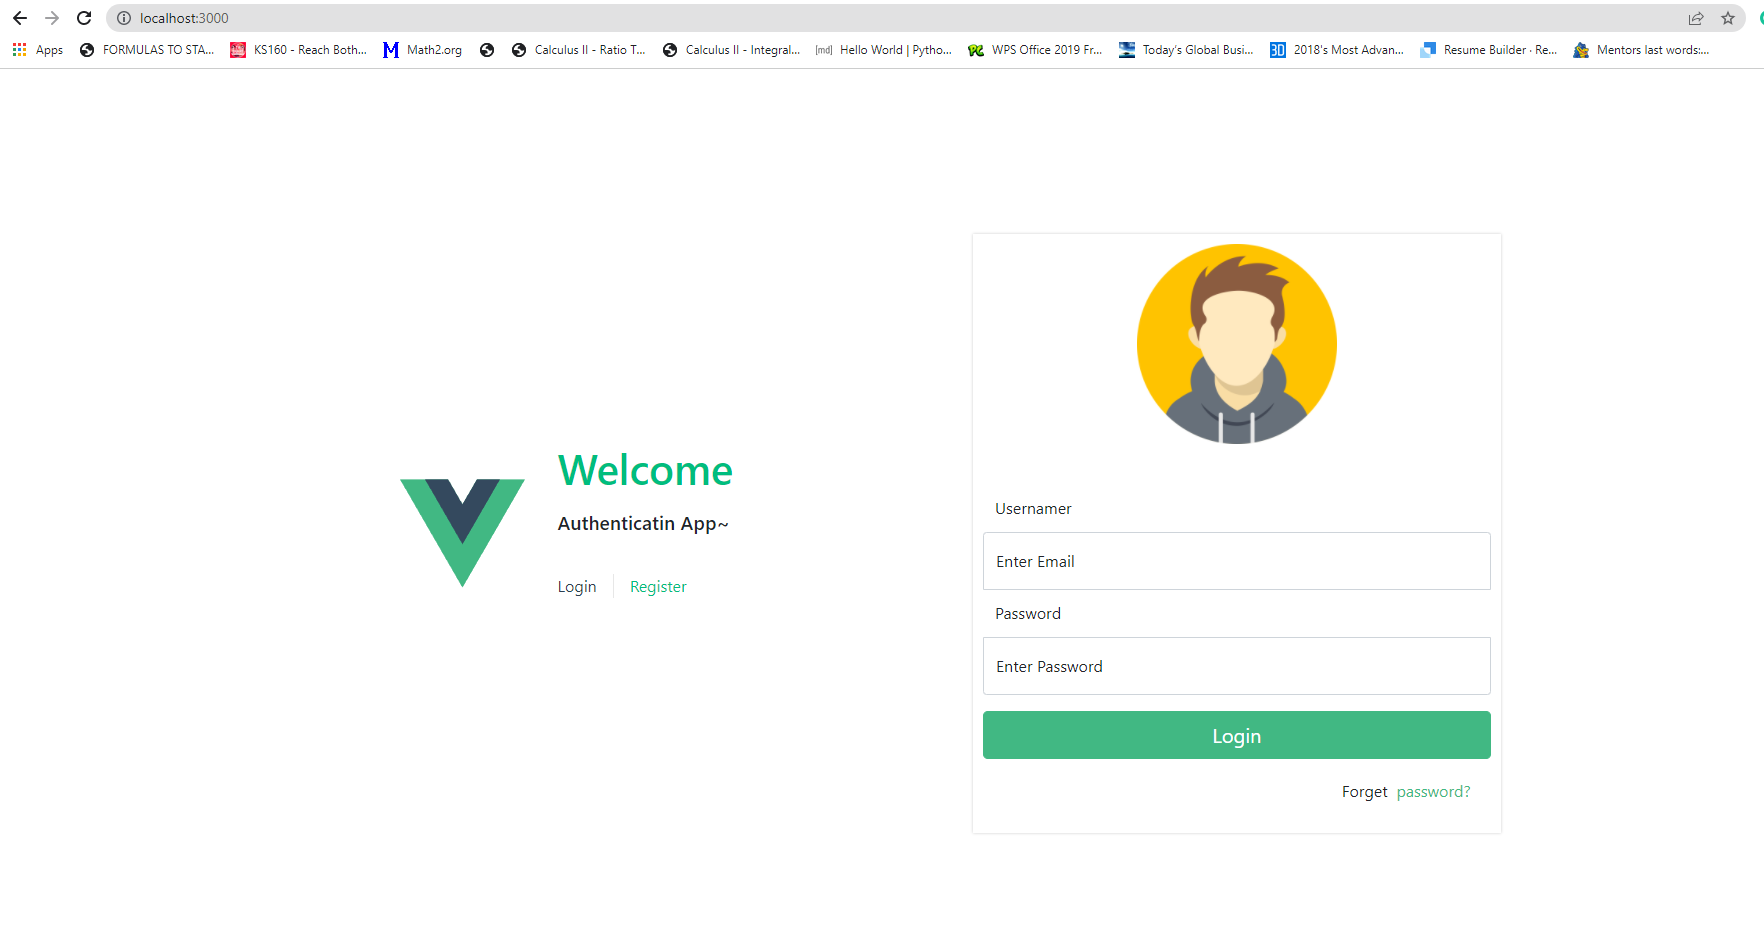 localhost:3000
Apps FORMULAS TO STA... KS160 - Reach Both... Math2.org Calculus II - Ratio T... Calculus II - Integral... [md] Hello World | Pytho... WPS Office 2019 Fr... Today's Global Busi... 3D 2018's Most Advan... Resume Builder · Re... Mentors last words:...
Welcome
Authenticatin App~
Login Register
Usernamer
Enter Email
Password
Enter Password
Login
Forget password?